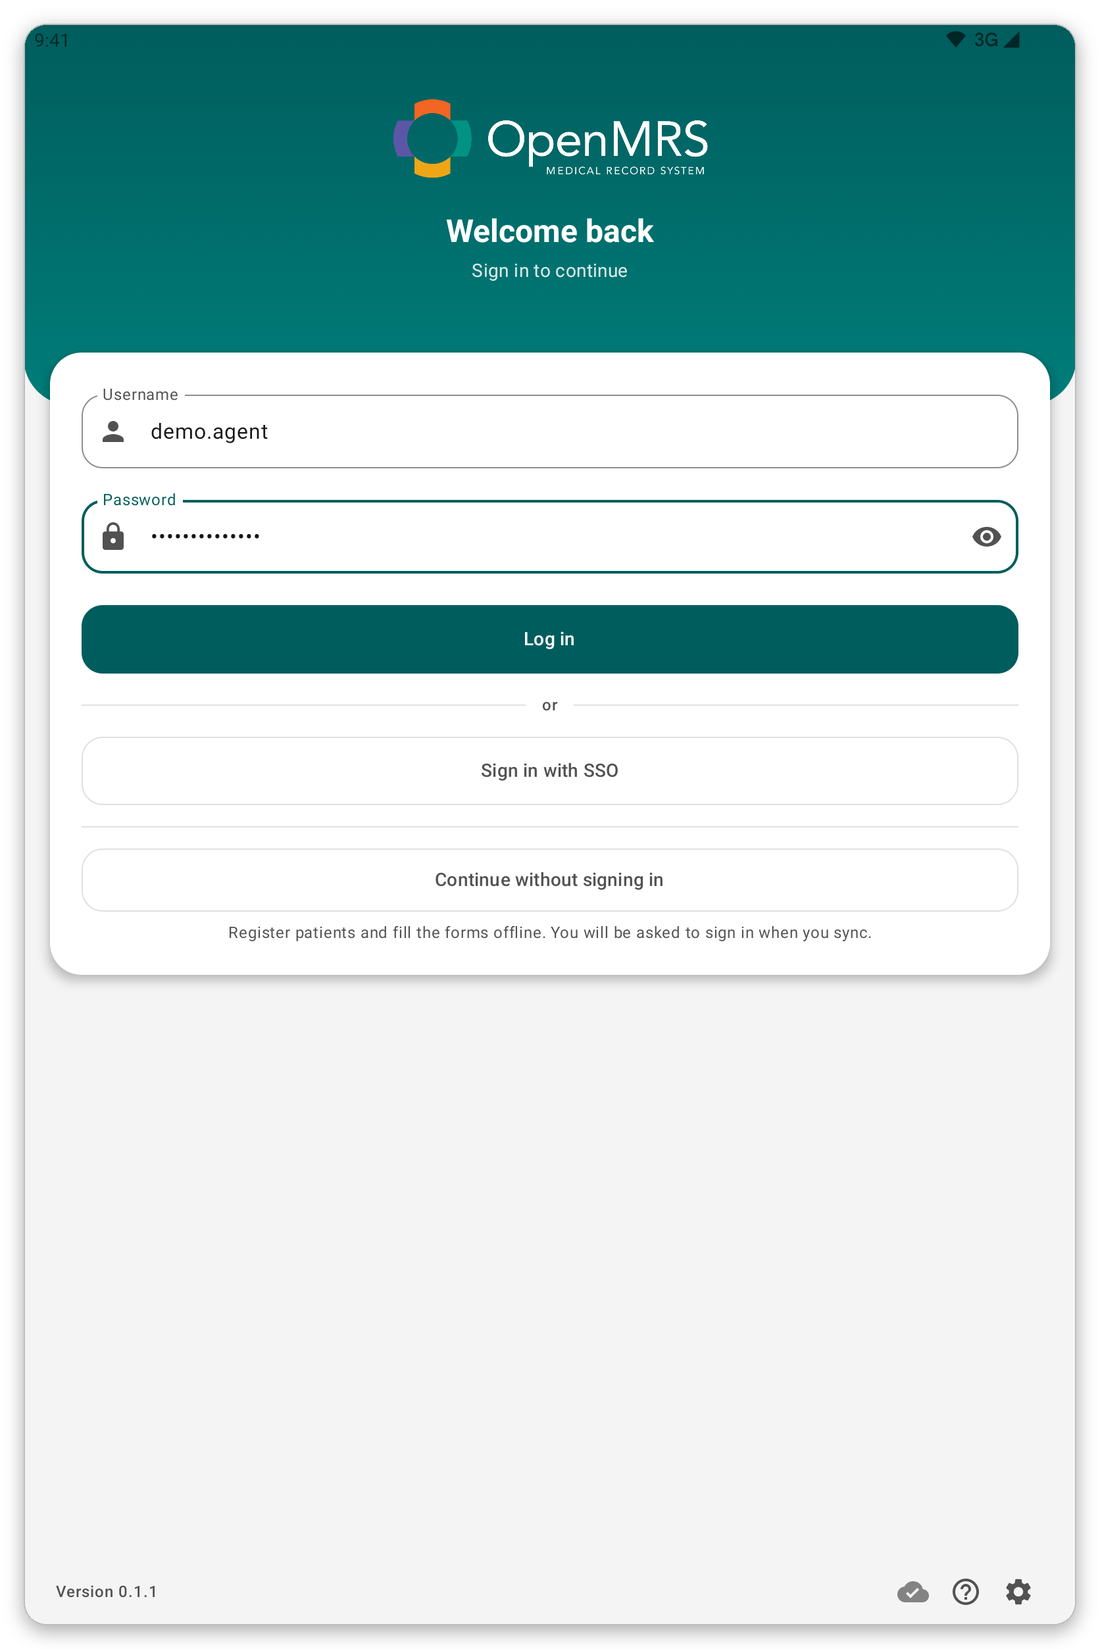 9:41
3G
OpenMRS
MEDICAL RECORD SYSTEM
Welcome back
Sign in to continue
Username
demo.agent
Password
••••••••••••••
Log in
or
Sign in with SSO
Continue without signing in
Register patients and fill the forms offline. You will be asked to sign in when you sync.
Version 0.1.1